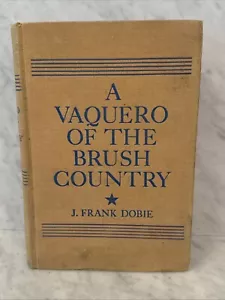 A
VAQUERO
OF THE
BRUSH
COUNTRY
★
J. FRANK DOBIE